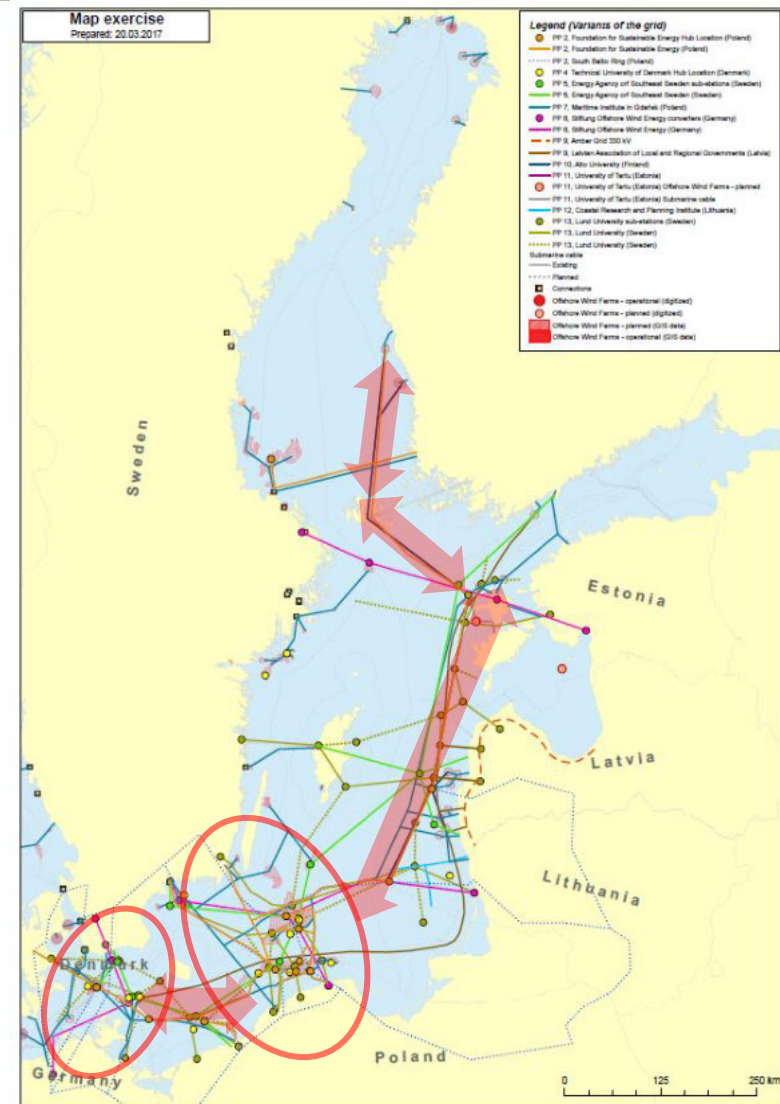 Map exercise
Prepared: 20.03.2017
Legend (Variants of the grid)
PP 2, Foundation for Sustainable Energy Hub Location (Poland)
PP 2, Foundation for Sustainable Energy (Poland)
PP 2, South Baltic Ring (Poland)
PP 4, Technical University of Denmark Hub Location (Denmark)
PP 5, Energy Agency orf Southeast Sweden sub-stations (Sweden)
PP 5, Energy Agency orf Southeast Sweden (Sweden)
PP 7, Maritime Institute in Gdańsk (Poland)
PP 8, Stiftung Offshore Wind Energy converters (Germany)
PP 8, Stiftung Offshore Wind Energy (Germany)
PP 9, Amber Grid 330 kV
PP 9, Latvian Association of Local and Regional Governments (Latvia)
PP 10, Alto University (Finland)
PP 11, University of Tartu (Estonia)
PP 11, University of Tartu (Estonia) Offshore Wind Farms - planned
PP 11, University of Tartu (Estonia) Submarine cable
PP 12, Coastal Research and Planning Institute (Lithuania)
PP 13, Lund University sub-stations (Sweden)
PP 13, Lund University (Sweden)
PP 13, Lund University (Sweden)
Submarine cable
Existing
Planned
Connections
Offshore Wind Farms - operational (digitized)
Offshore Wind Farms - planned (digitized)
Offshore Wind Farms - planned (GIS data)
Offshore Wind Farms - operational (GIS data)
Sweden
Estonia
Latvia
Lithuania
Denmark
Poland
Germany
0 125 250 km